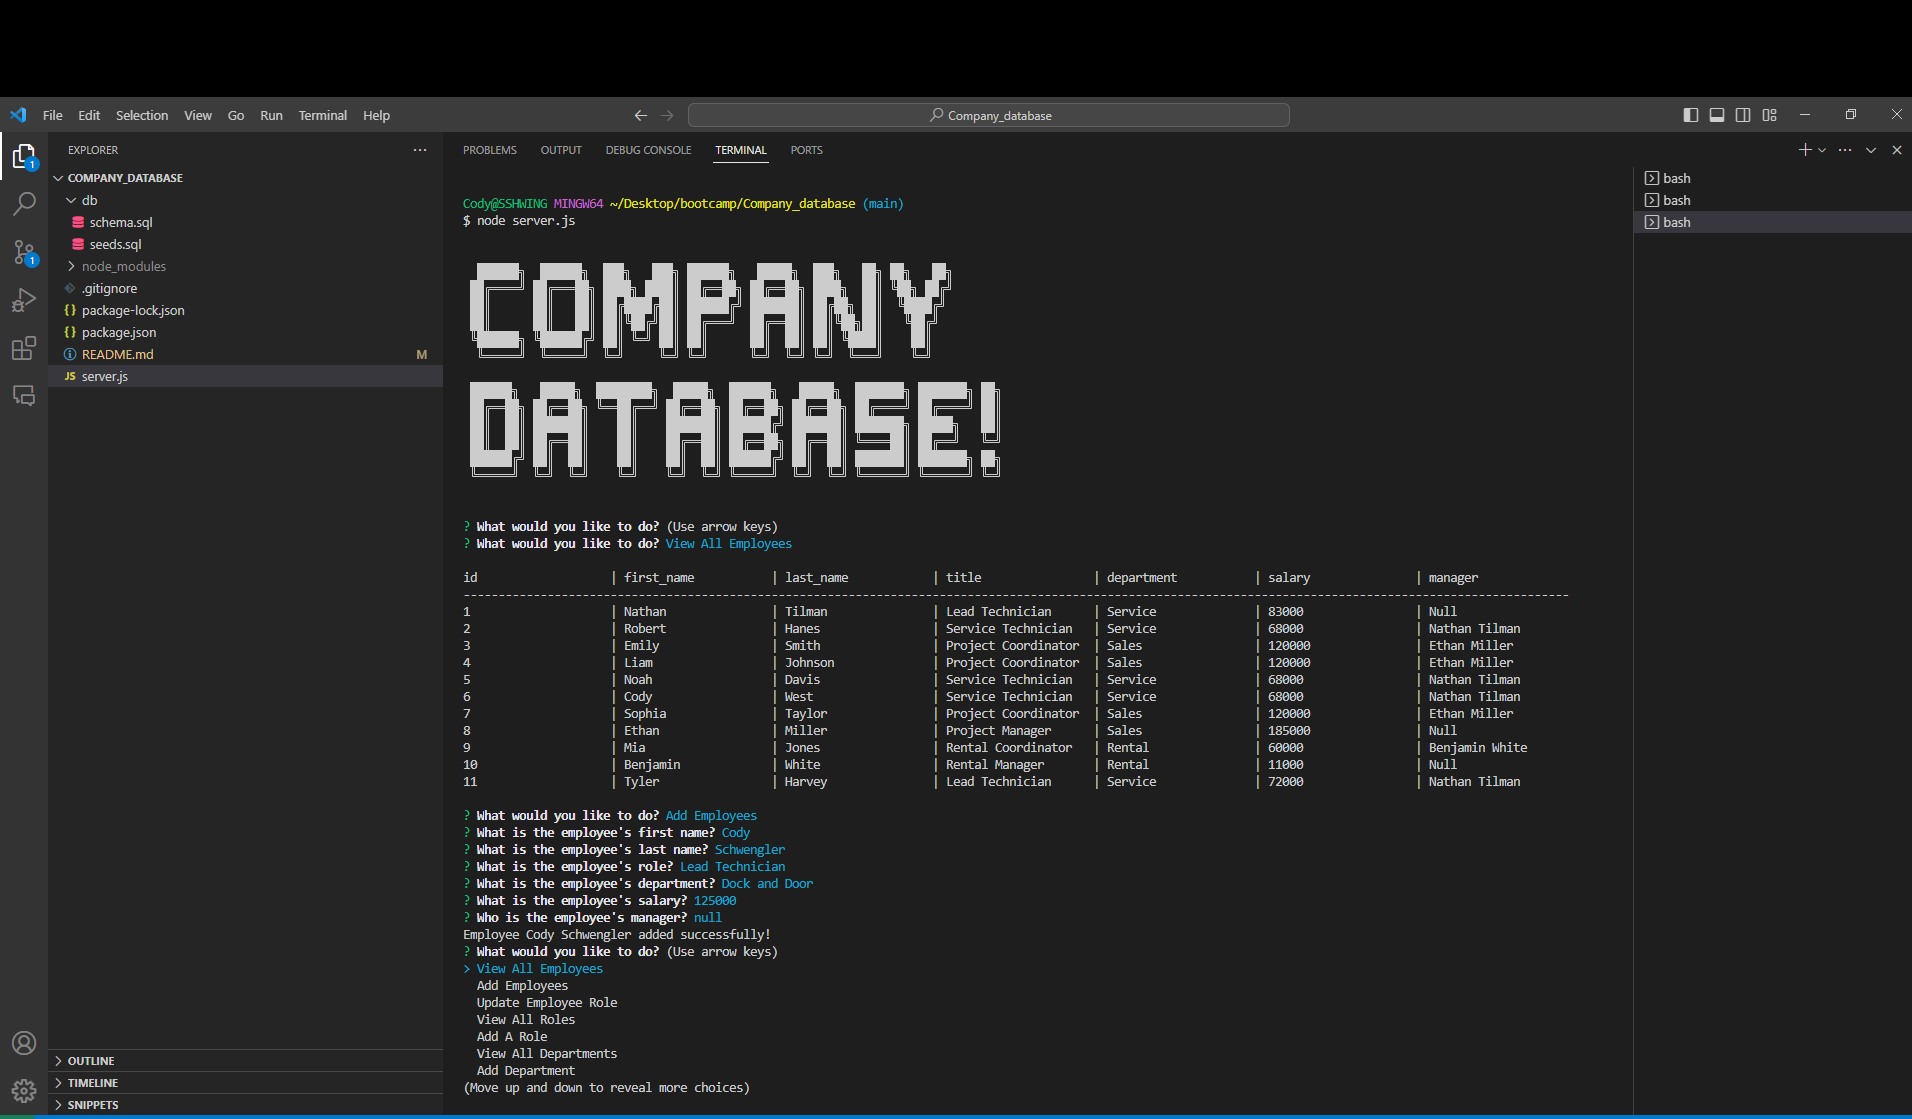 File Edit Selection View Go Run Terminal Help
Company_database
EXPLORER
COMPANY_DATABASE
db
schema.sql
seeds.sql
node_modules
.gitignore
package-lock.json
package.json
README.md M
server.js
OUTLINE
TIMELINE
SNIPPETS
1
1
PROBLEMS OUTPUT DEBUG CONSOLE TERMINAL PORTS
bash
bash
bash
Cody@SSHWING MINGW64 ~/Desktop/bootcamp/Company_database (main)
$ node server.js
COMPANY
DATABASE!
? What would you like to do? (Use arrow keys)
? What would you like to do? View All Employees
id | first_name | last_name | title | department | salary | manager
1 | Nathan | Tilman | Lead Technician | Service | 83000 | Null
2 | Robert | Hanes | Service Technician | Service | 68000 | Nathan Tilman
3 | Emily | Smith | Project Coordinator | Sales | 120000 | Ethan Miller
4 | Liam | Johnson | Project Coordinator | Sales | 120000 | Ethan Miller
5 | Noah | Davis | Service Technician | Service | 68000 | Nathan Tilman
6 | Cody | West | Service Technician | Service | 68000 | Nathan Tilman
7 | Sophia | Taylor | Project Coordinator | Sales | 120000 | Ethan Miller
8 | Ethan | Miller | Project Manager | Sales | 185000 | Null
9 | Mia | Jones | Rental Coordinator | Rental | 60000 | Benjamin White
10 | Benjamin | White | Rental Manager | Rental | 11000 | Null
11 | Tyler | Harvey | Lead Technician | Service | 72000 | Nathan Tilman
? What would you like to do? Add Employees
? What is the employee's first name? Cody
? What is the employee's last name? Schwengler
? What is the employee's role? Lead Technician
? What is the employee's department? Dock and Door
? What is the employee's salary? 125000
? Who is the employee's manager? null
Employee Cody Schwengler added successfully!
? What would you like to do? (Use arrow keys)
> View All Employees
Add Employees
Update Employee Role
View All Roles
Add A Role
View All Departments
Add Department
(Move up and down to reveal more choices)